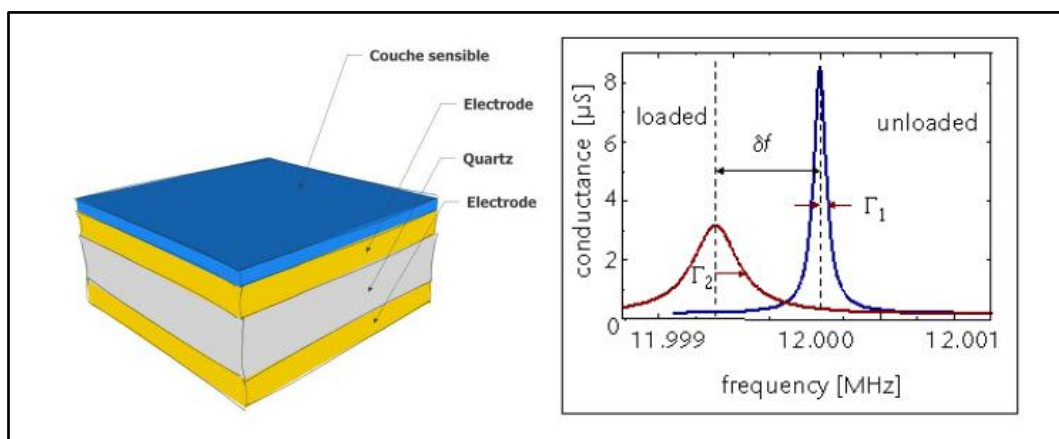 Couche sensible
Electrode
Quartz
Electrode
conductance [µS]
8
6
4
2
0
loaded
unloaded
δf
Γ1
Γ2
11.999
12.000
12.001
frequency [MHz]